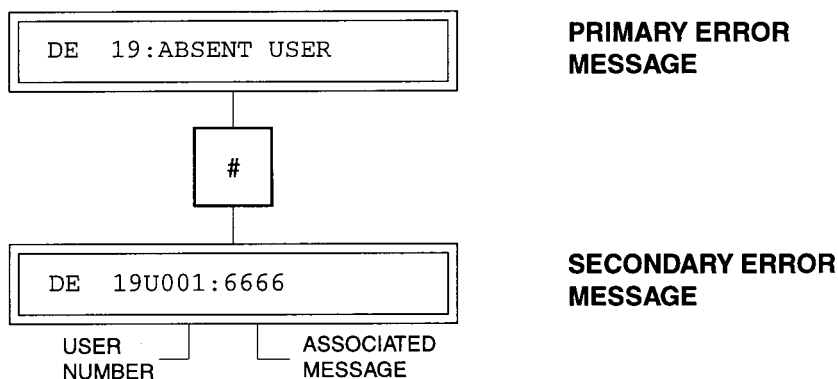 DE 19:ABSENT USER
PRIMARY ERROR
MESSAGE
#
DE 19U001:6666
SECONDARY ERROR
MESSAGE
USER
NUMBER
ASSOCIATED
MESSAGE